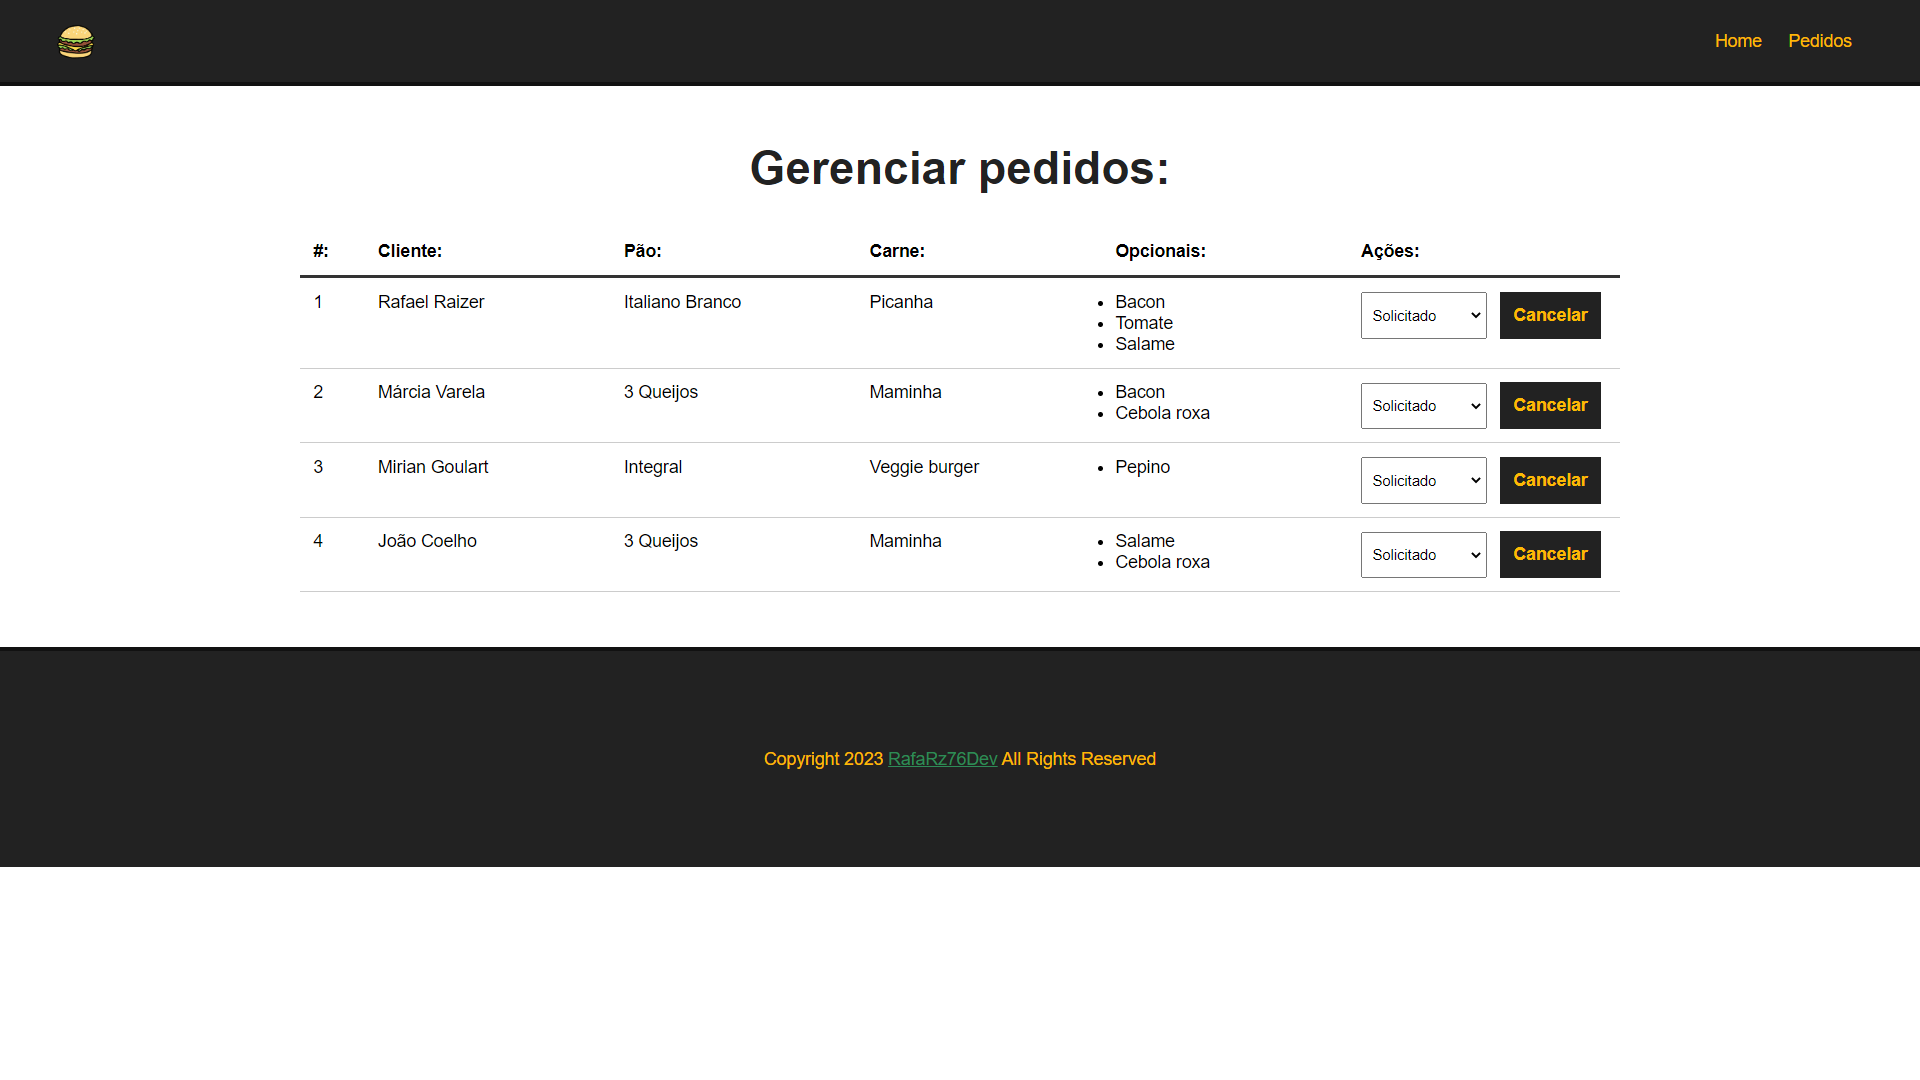 Home Pedidos
Gerenciar pedidos:
#: Cliente: Pão: Carne: Opcionais: Ações:
1 Rafael Raizer Italiano Branco Picanha • Bacon Solicitado Cancelar
• Tomate
• Salame
2 Márcia Varela 3 Queijos Maminha • Bacon Solicitado Cancelar
• Cebola roxa
3 Mirian Goulart Integral Veggie burger • Pepino Solicitado Cancelar
4 João Coelho 3 Queijos Maminha • Salame Solicitado Cancelar
• Cebola roxa
Copyright 2023 RafaRz76Dev All Rights Reserved